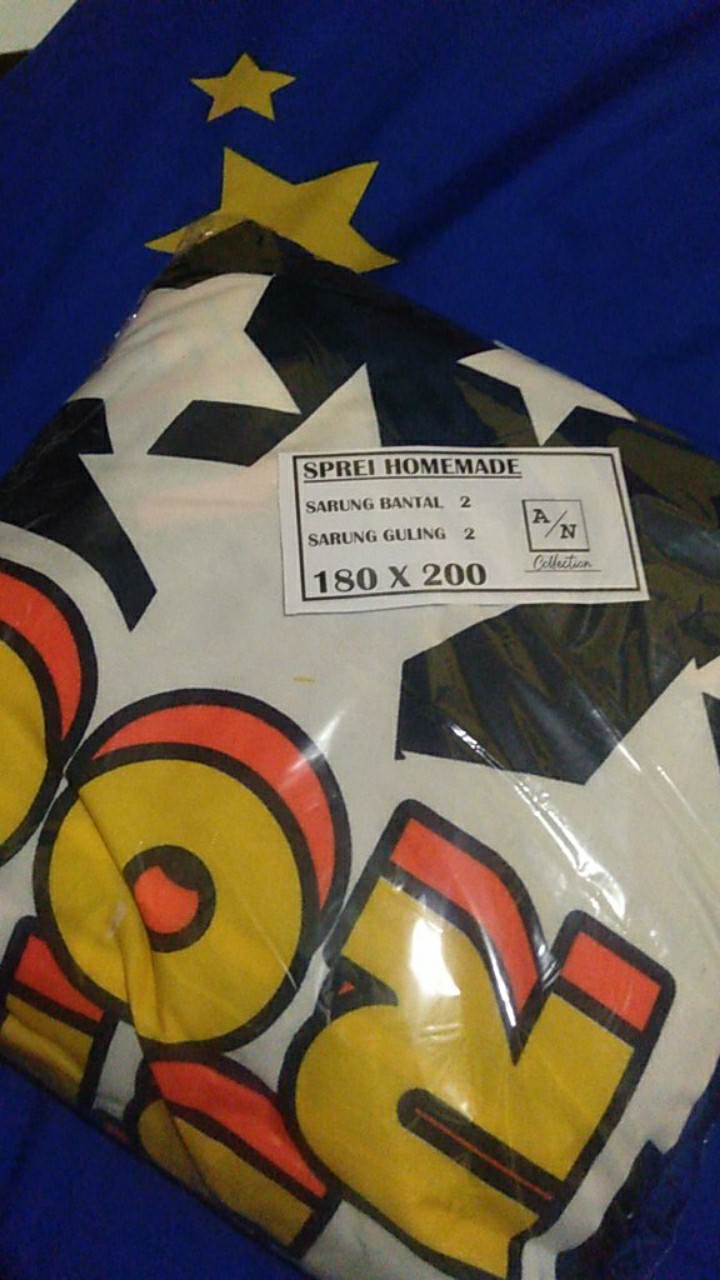 SPREI HOMEMADE
SARUNG BANTAL 2
SARUNG GULING 2
180 X 200
A/N
Collection